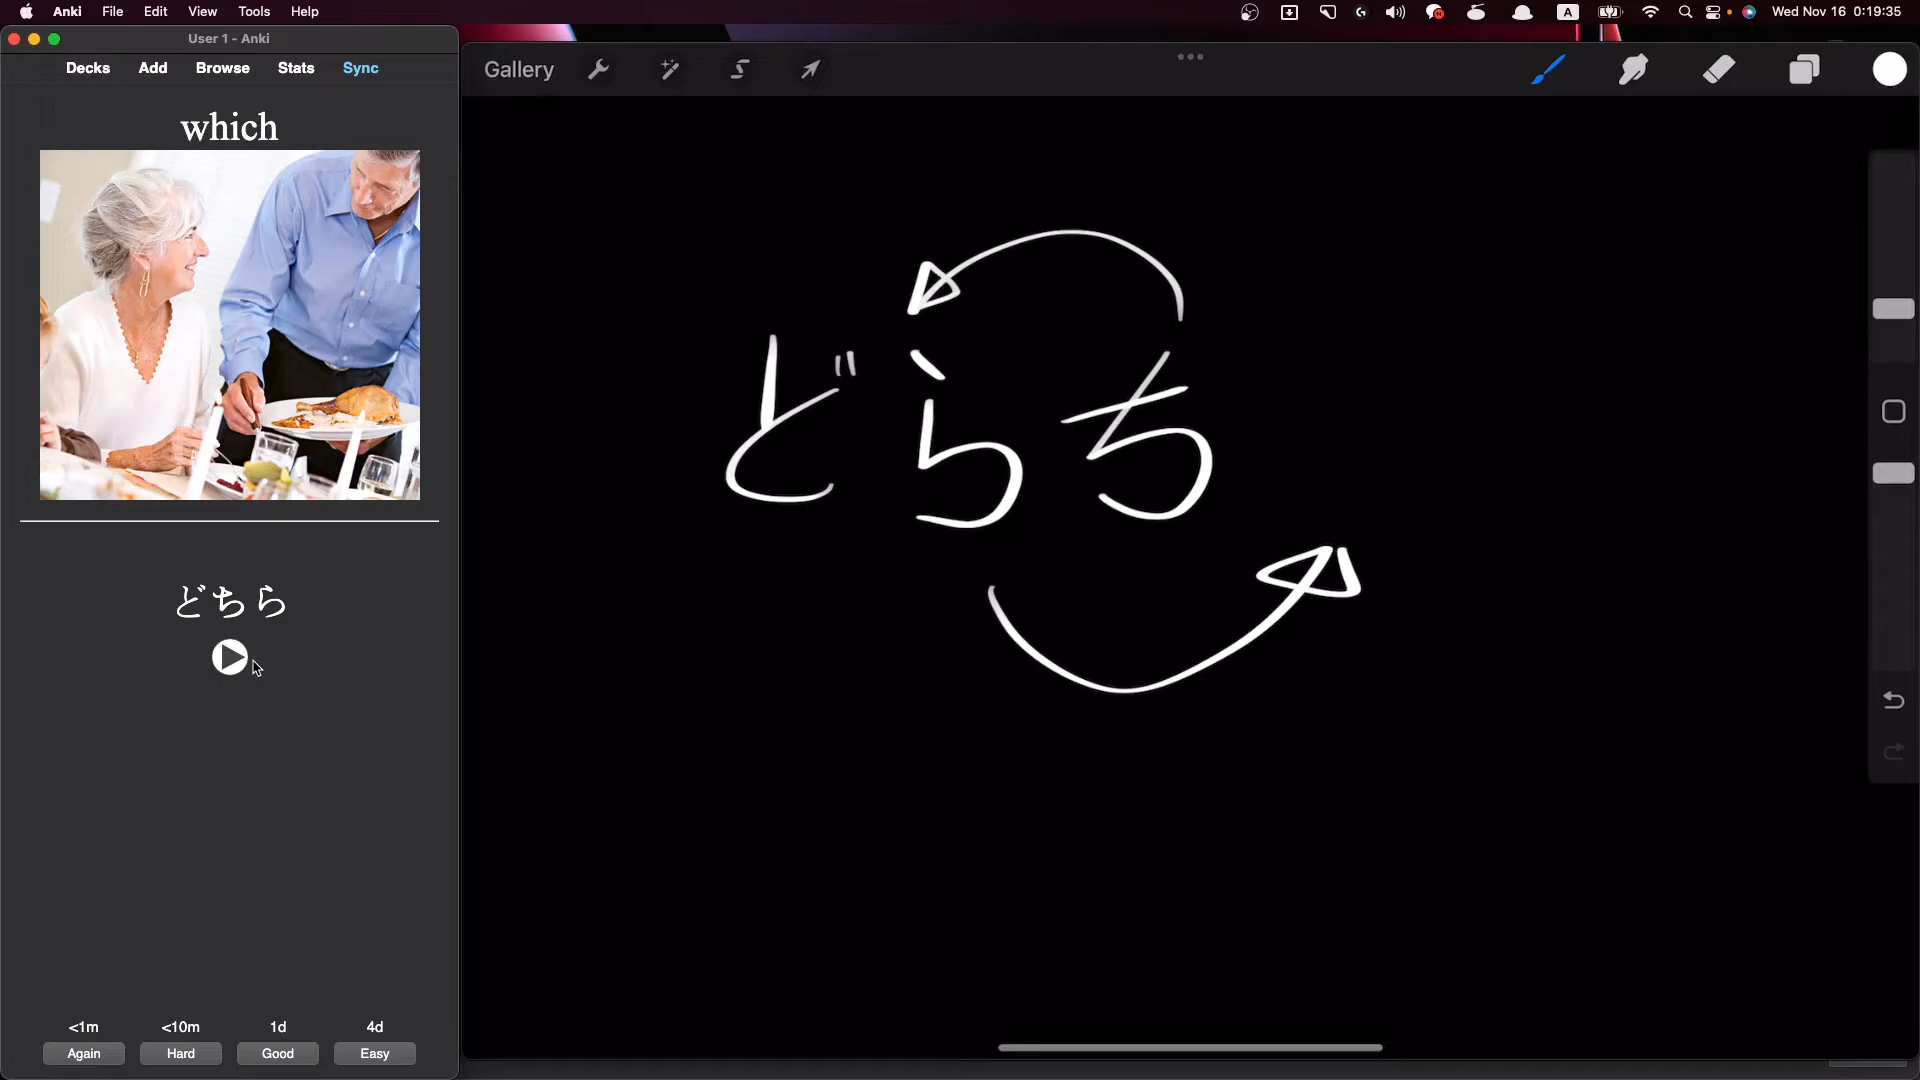 Anki File Edit View Tools Help
A
Wed Nov 16 0:19:35
User 1 - Anki
Decks Add Browse Stats Sync
Gallery
which
どらち
どちら
<1m <10m 1d 4d
Again Hard Good Easy